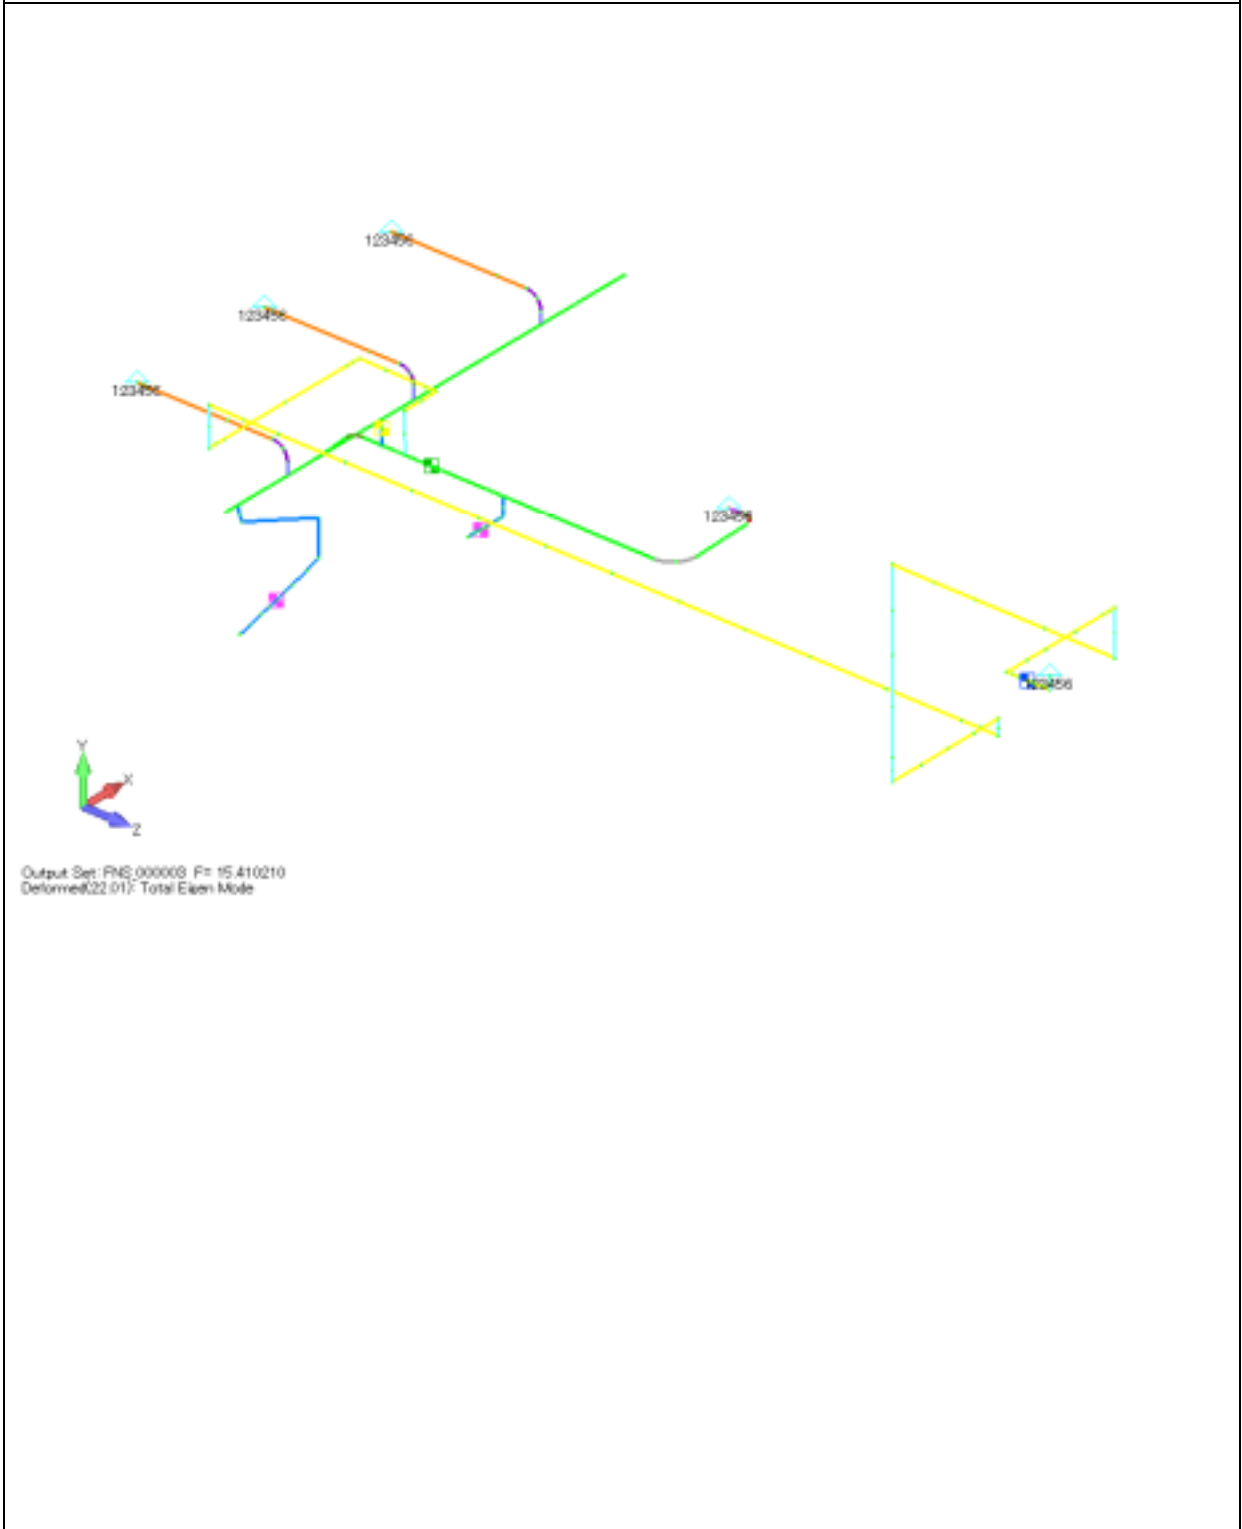 123456
123456
123456
123456
123456
Y
X
Z
Output Set: FNS_000003 F= 15.410210
Deformed(22.01): Total Eigen Mode